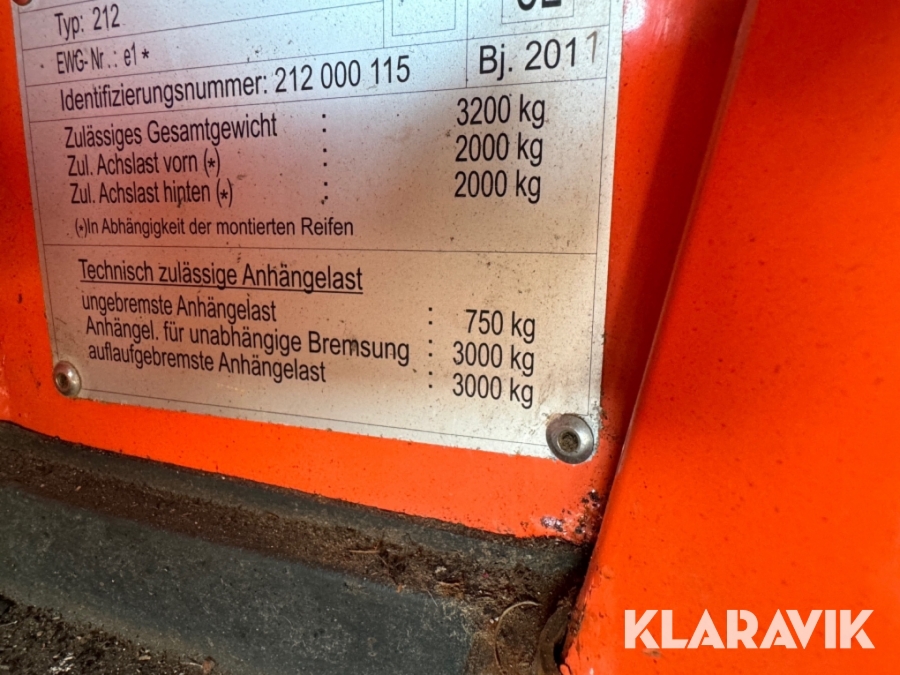 Typ: 212
EWG-Nr.: e1*
Identifizierungsnummer: 212 000 115
Bj. 2011
Zulässiges Gesamtgewicht : 3200 kg
Zul. Achslast vorn (*) : 2000 kg
Zul. Achslast hinten (*) : 2000 kg
(*)In Abhängigkeit der montierten Reifen
Technisch zulässige Anhängelast
ungebremste Anhängelast : 750 kg
Anhängel. für unabhängige Bremsung : 3000 kg
auflaufgebremste Anhängelast : 3000 kg
KLARAVIK